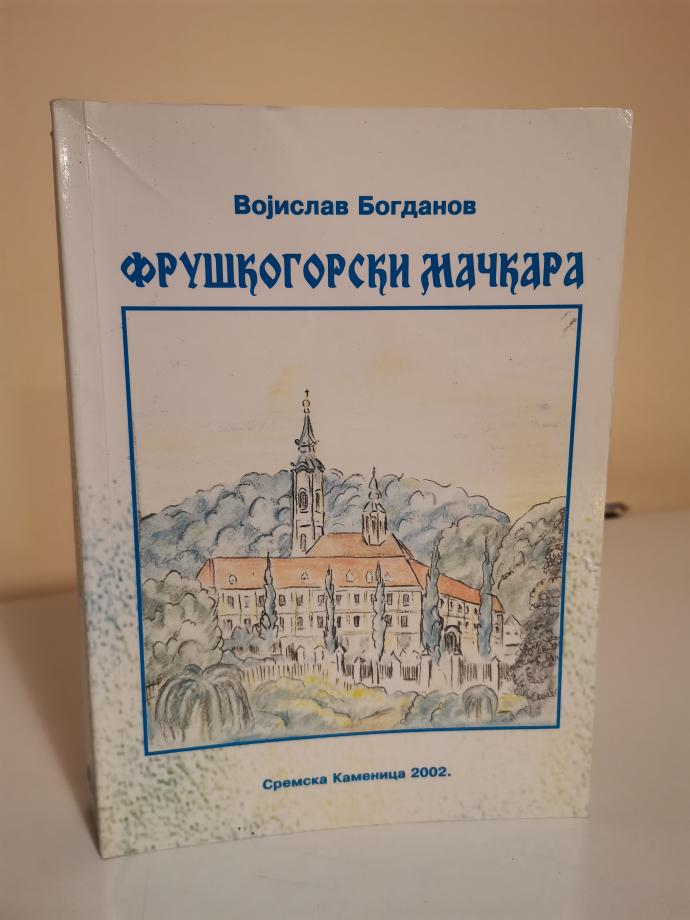 Војислав Богданов
ФРУШКОГОРСКИ МАЧКАРА
Сремска Каменица 2002.